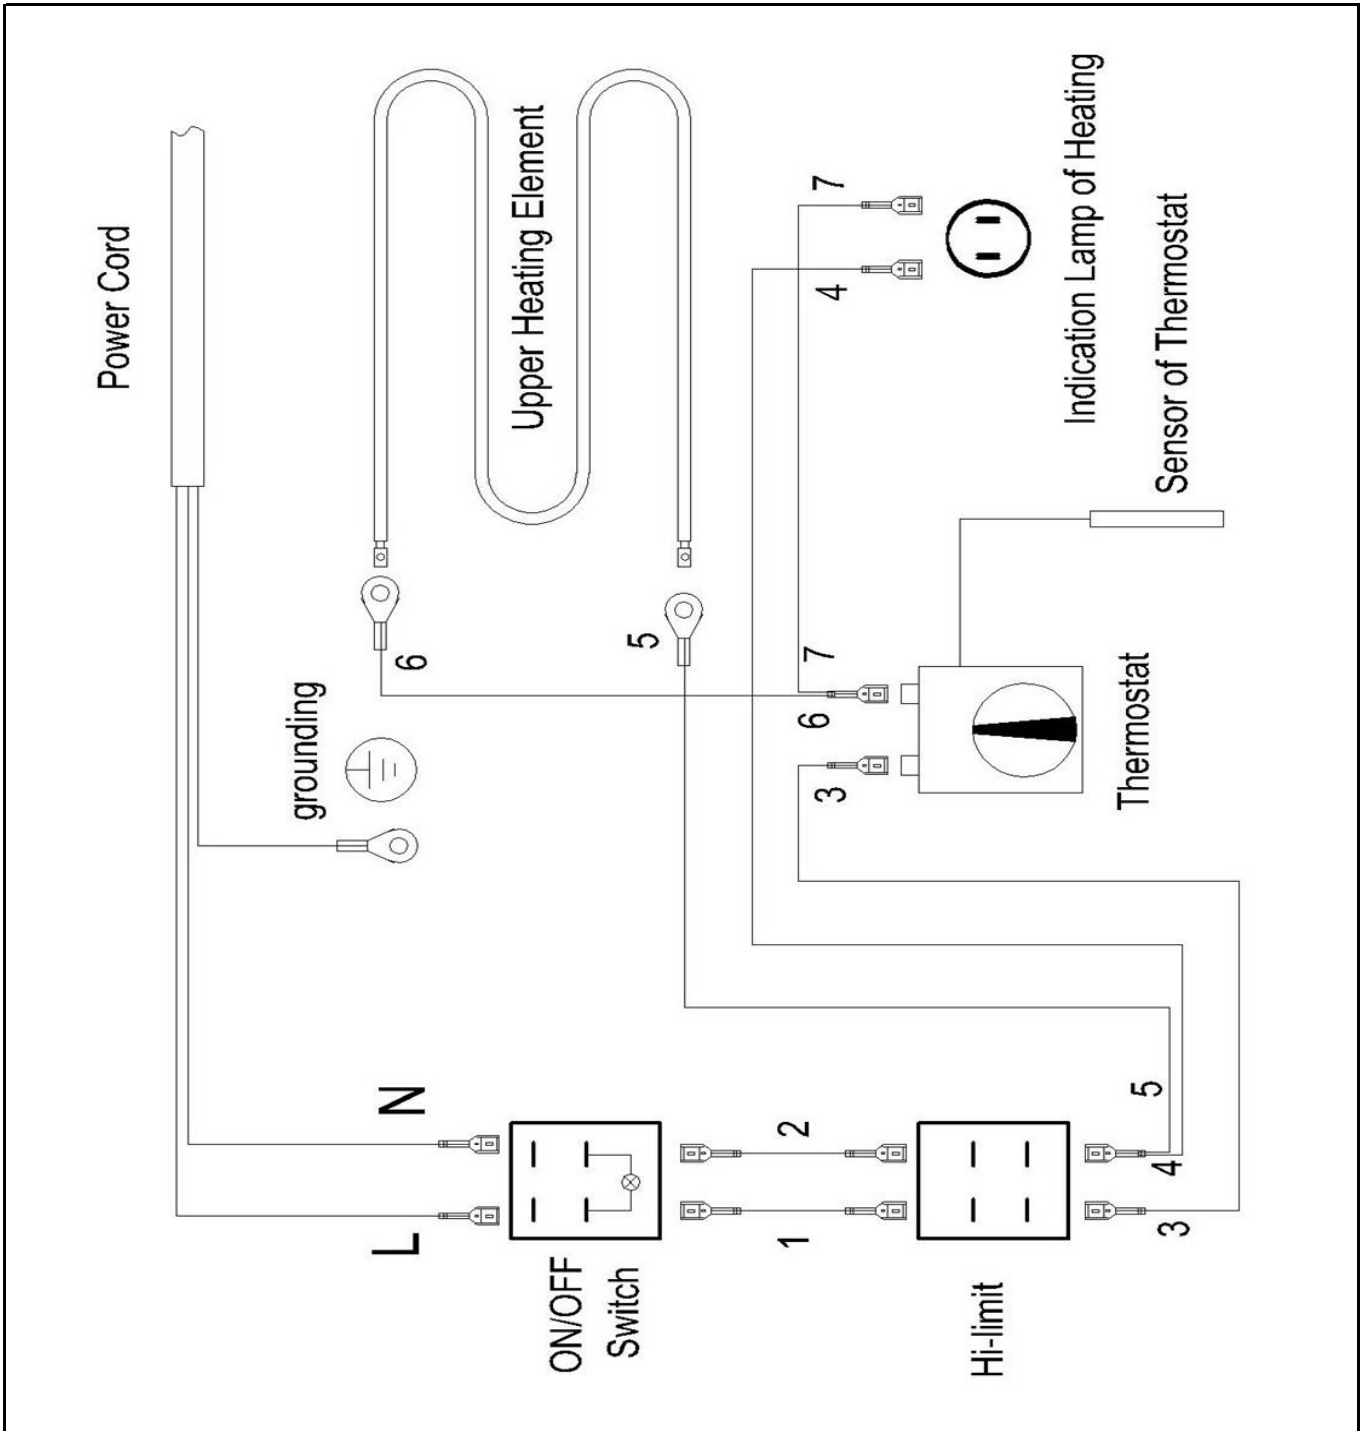 Power Cord
Upper Heating Element
7
4
Indication Lamp of Heating
Sensor of Thermostat
grounding
6
5
7
6
3
Thermostat
N
L
ON/OFF
Switch
2
1
Hi-limit
5
4
3